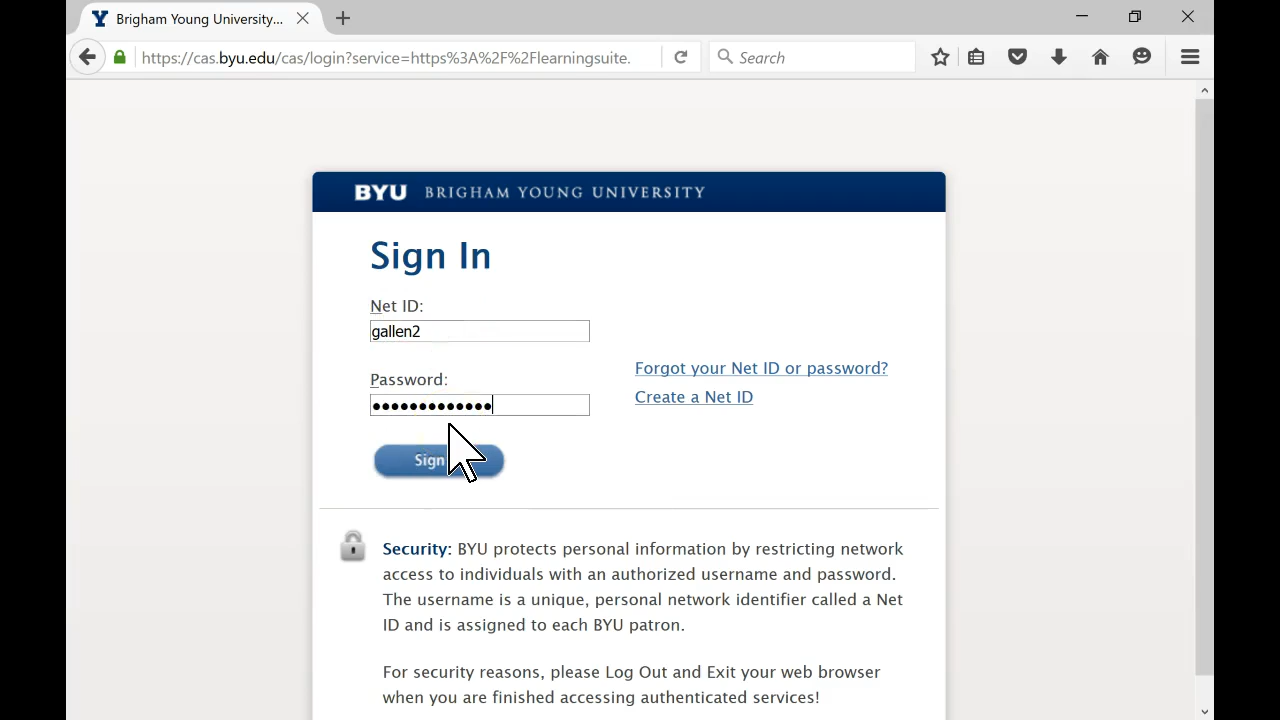 Brigham Young University...
https://cas.byu.edu/cas/login?service=https%3A%2F%2Flearningsuite.
Search
BYU BRIGHAM YOUNG UNIVERSITY
Sign In
Net ID:
gallen2
Password:
Forgot your Net ID or password?
Create a Net ID
Sign
Security: BYU protects personal information by restricting network
access to individuals with an authorized username and password.
The username is a unique, personal network identifier called a Net
ID and is assigned to each BYU patron.
For security reasons, please Log Out and Exit your web browser
when you are finished accessing authenticated services!